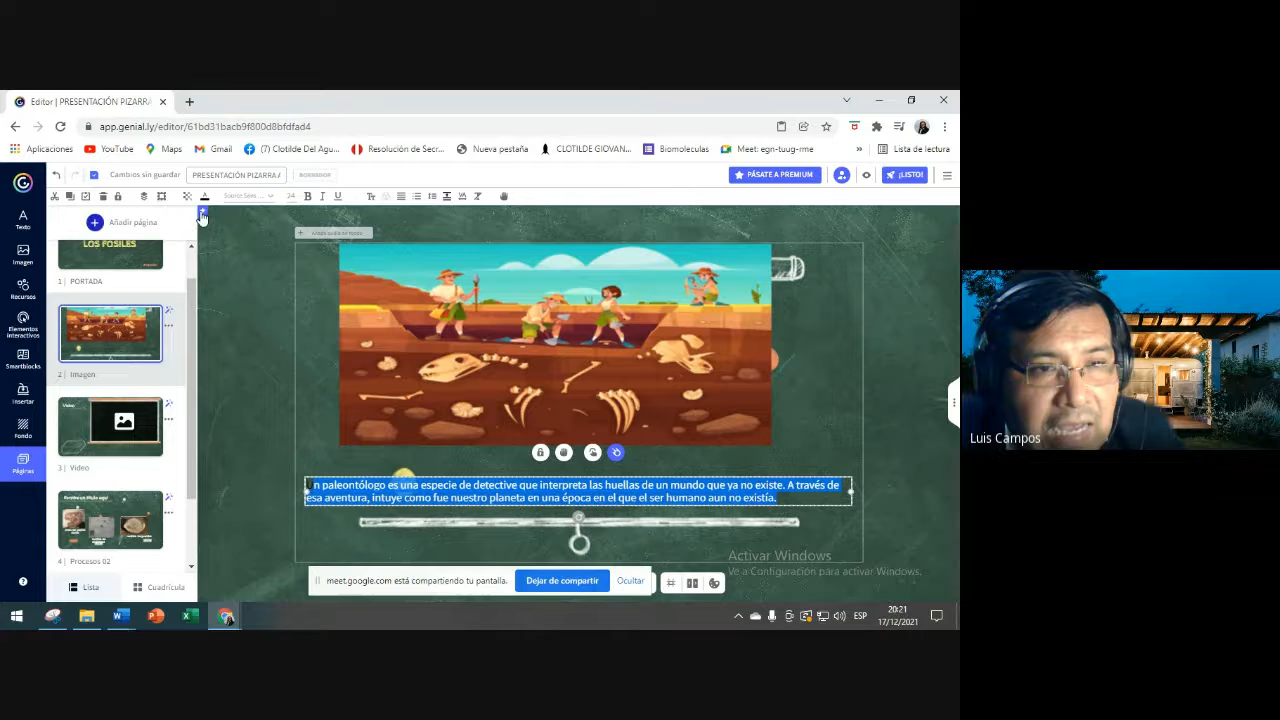 Editor | PRESENTACIÓN PIZARRA
app.genial.ly/editor/61bd31bacb9f800d8bfdfad4
Aplicaciones
YouTube
Maps
Gmail
(7) Clotilde Del Agu...
Resolución de Secr...
Nueva pestaña
CLOTILDE GIOVAN...
Biomoleculas
Meet: egn-tuug-rme
»
Lista de lectura
Cambios sin guardar
PRESENTACIÓN PIZARRA
BORRADOR
PÁSATE A PREMIUM
¡LISTO!
24
Añadir página
Texto
Imagen
Recursos
Elementos interactivos
Smartblocks
Insertar
Fondo
Páginas
LOS FÓSILES
1 | PORTADA
2 | Imagen
Video
3 | Video
4 | Procesos 02
Lista
Cuadrícula
Un paleontólogo es una especie de detective que interpreta las huellas de un mundo que ya no existe. A través de
esa aventura, intuye como fue nuestro planeta en una época en el que el ser humano aun no existía.
Activar Windows
Ve a Configuración para activar Windows.
meet.google.com está compartiendo tu pantalla.
Dejar de compartir
Ocultar
ESP
20:21
17/12/2021
Luis Campos